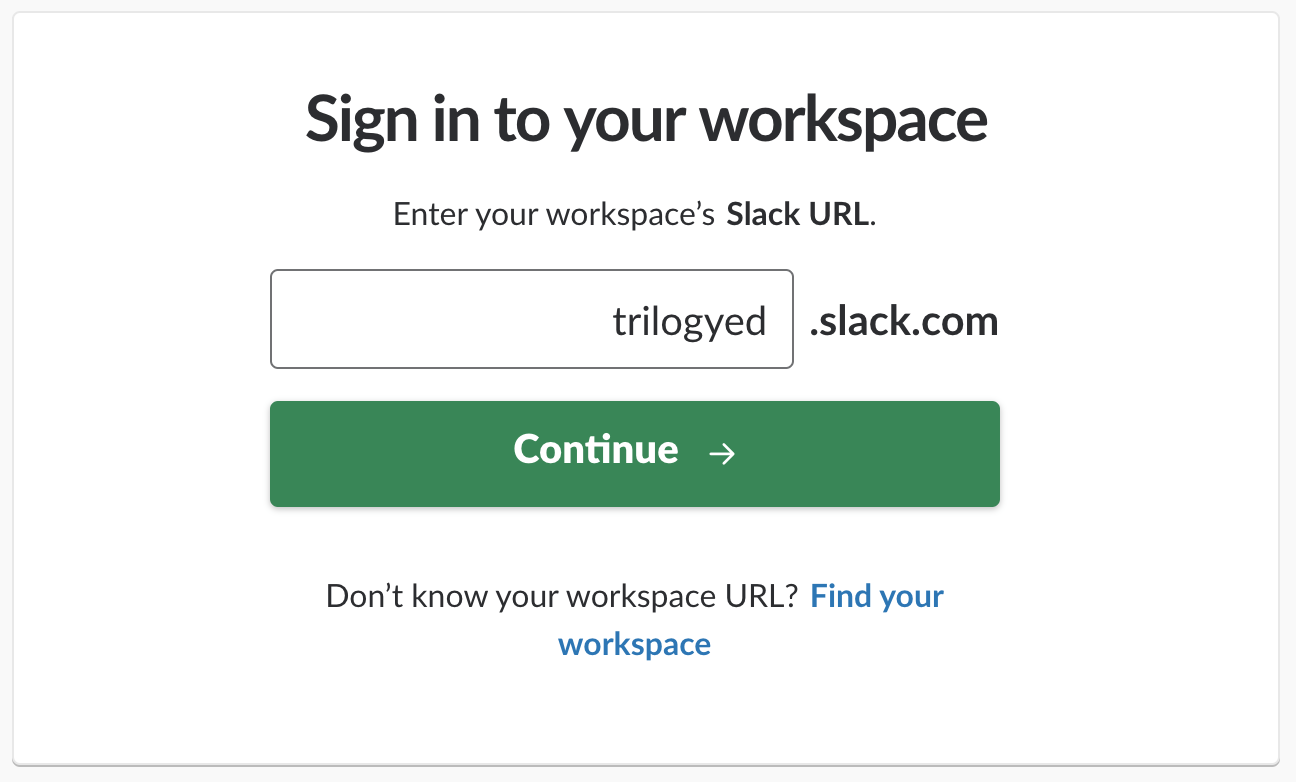 Sign in to your workspace
Enter your workspace’s Slack URL.
trilogyed .slack.com
Continue →
Don’t know your workspace URL? Find your
workspace